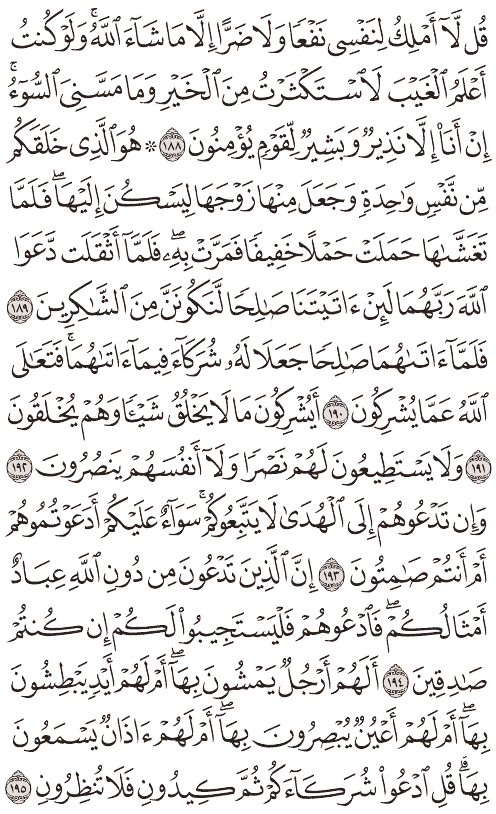 قُل لَّآ أَمْلِكُ لِنَفْسِى نَفْعًا وَلَا ضَرًّا إِلَّا مَا شَآءَ ٱللَّهُ ۚ وَلَوْ كُنتُ
أَعْلَمُ ٱلْغَيْبَ لَٱسْتَكْثَرْتُ مِنَ ٱلْخَيْرِ وَمَا مَسَّنِىَ ٱلسُّوٓءُ ۚ
إِنْ أَنَا۠ إِلَّا نَذِيرٌ وَبَشِيرٌ لِّقَوْمٍ يُؤْمِنُونَ ١٨٨ ۞ هُوَ ٱلَّذِى خَلَقَكُم
مِّن نَّفْسٍ وَٰحِدَةٍ وَجَعَلَ مِنْهَا زَوْجَهَا لِيَسْكُنَ إِلَيْهَا ۖ فَلَمَّا
تَغَشَّىٰهَا حَمَلَتْ حَمْلًا خَفِيفًا فَمَرَّتْ بِهِۦ ۖ فَلَمَّآ أَثْقَلَت دَّعَوَا
ٱللَّهَ رَبَّهُمَا لَئِنْ ءَاتَيْتَنَا صَٰلِحًا لَّنَكُونَنَّ مِنَ ٱلشَّٰكِرِينَ ١٨٩
فَلَمَّآ ءَاتَىٰهُمَا صَٰلِحًا جَعَلَا لَهُۥ شُرَكَآءَ فِيمَآ ءَاتَىٰهُمَا ۚ فَتَعَٰلَى
ٱللَّهُ عَمَّا يُشْرِكُونَ ١٩٠ أَيُشْرِكُونَ مَا لَا يَخْلُقُ شَيْـًٔا وَهُمْ يُخْلَقُونَ
١٩١ وَلَا يَسْتَطِيعُونَ لَهُمْ نَصْرًا وَلَآ أَنفُسَهُمْ يَنصُرُونَ ١٩٢
وَإِن تَدْعُوهُمْ إِلَى ٱلْهُدَىٰ لَا يَتَّبِعُوكُمْ ۚ سَوَآءٌ عَلَيْكُمْ أَدَعَوْتُمُوهُمْ
أَمْ أَنتُمْ صَٰمِتُونَ ١٩٣ إِنَّ ٱلَّذِينَ تَدْعُونَ مِن دُونِ ٱللَّهِ عِبَادٌ
أَمْثَالُكُمْ ۖ فَٱدْعُوهُمْ فَلْيَسْتَجِيبُوا۟ لَكُمْ إِن كُنتُمْ
صَٰدِقِينَ ١٩٤ أَلَهُمْ أَرْجُلٌ يَمْشُونَ بِهَآ ۖ أَمْ لَهُمْ أَيْدٍ يَبْطِشُونَ
بِهَآ ۖ أَمْ لَهُمْ أَعْيُنٌ يُبْصِرُونَ بِهَآ ۖ أَمْ لَهُمْ ءَاذَانٌ يَسْمَعُونَ
بِهَا ۗ قُلِ ٱدْعُوا۟ شُرَكَآءَكُمْ ثُمَّ كِيدُونِ فَلَا تُنظِرُونِ ١٩٥